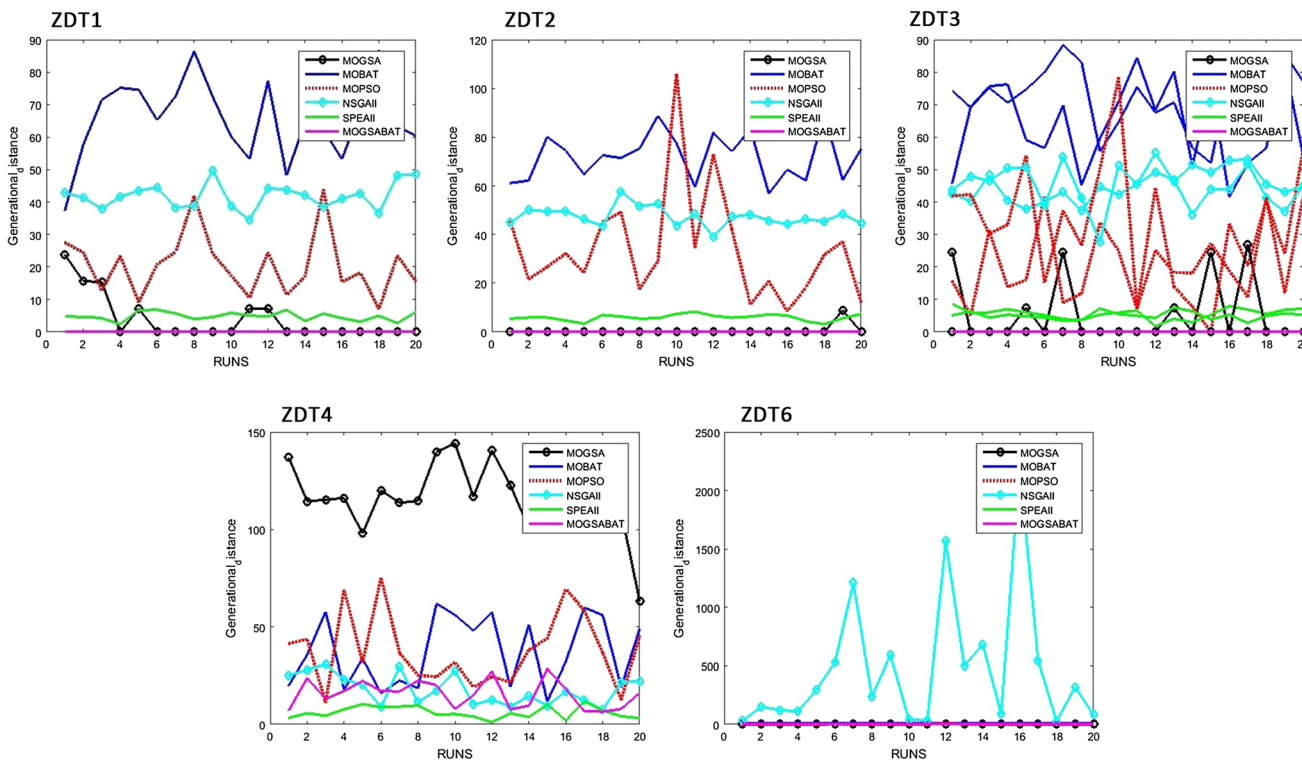 ZDT1
90
80
70
60
50
40
30
20
10
0
0 2 4 6 8 10 12 14 16 18 20
RUNS
Generational_distance
MOGSA
MOBAT
MOPSO
NSGAII
SPEAII
MOGSABAT
ZDT2
120
100
80
60
40
20
0
0 2 4 6 8 10 12 14 16 18 20
RUNS
Generational_distance
MOGSA
MOBAT
MOPSO
NSGAII
SPEAII
MOGSABAT
ZDT3
90
80
70
60
50
40
30
20
10
0
0 2 4 6 8 10 12 14 16 18 20
RUNS
Generational_distance
MOGSA
MOBAT
MOPSO
NSGAII
SPEAII
MOGSABAT
ZDT4
150
100
50
0
0 2 4 6 8 10 12 14 16 18 20
RUNS
Generational_distance
MOGSA
MOBAT
MOPSO
NSGAII
SPEAII
MOGSABAT
ZDT6
2500
2000
1500
1000
500
0
0 2 4 6 8 10 12 14 16 18 20
RUNS
Generational_distance
MOGSA
MOBAT
MOPSO
NSGAII
SPEAII
MOGSABAT